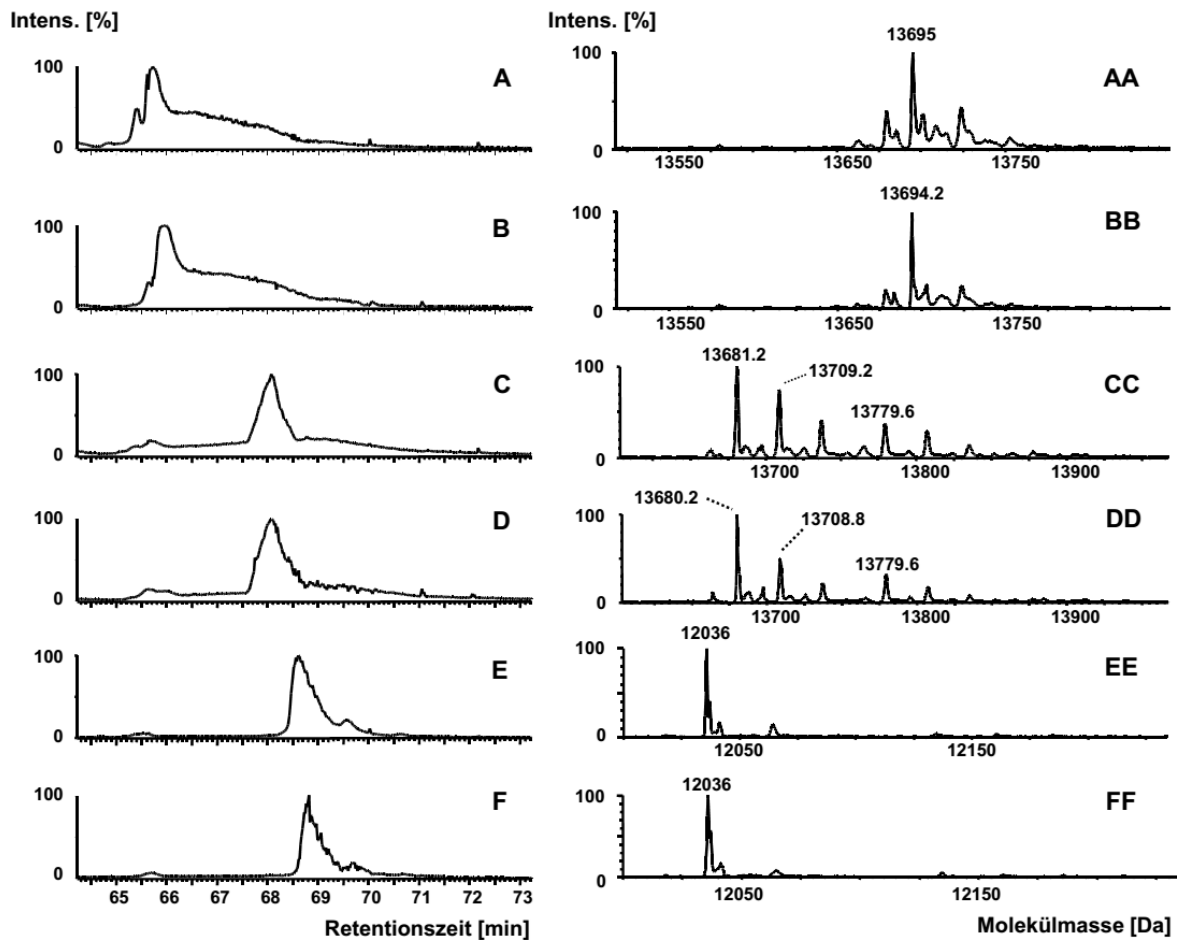 Intens. [%]
Intens. [%]
100
0
A
13695
100
0
AA
13550
13650
13750
100
0
B
13694.2
100
0
BB
13550
13650
13750
100
0
C
13681.2
13709.2
13779.6
100
0
CC
13700
13800
13900
100
0
D
13680.2
13708.8
13779.6
100
0
DD
13700
13800
13900
100
0
E
12036
100
0
EE
12050
12150
100
0
F
12036
100
0
FF
65 66 67 68 69 70 71 72 73
12050
12150
Retentionszeit [min]
Molekülmasse [Da]